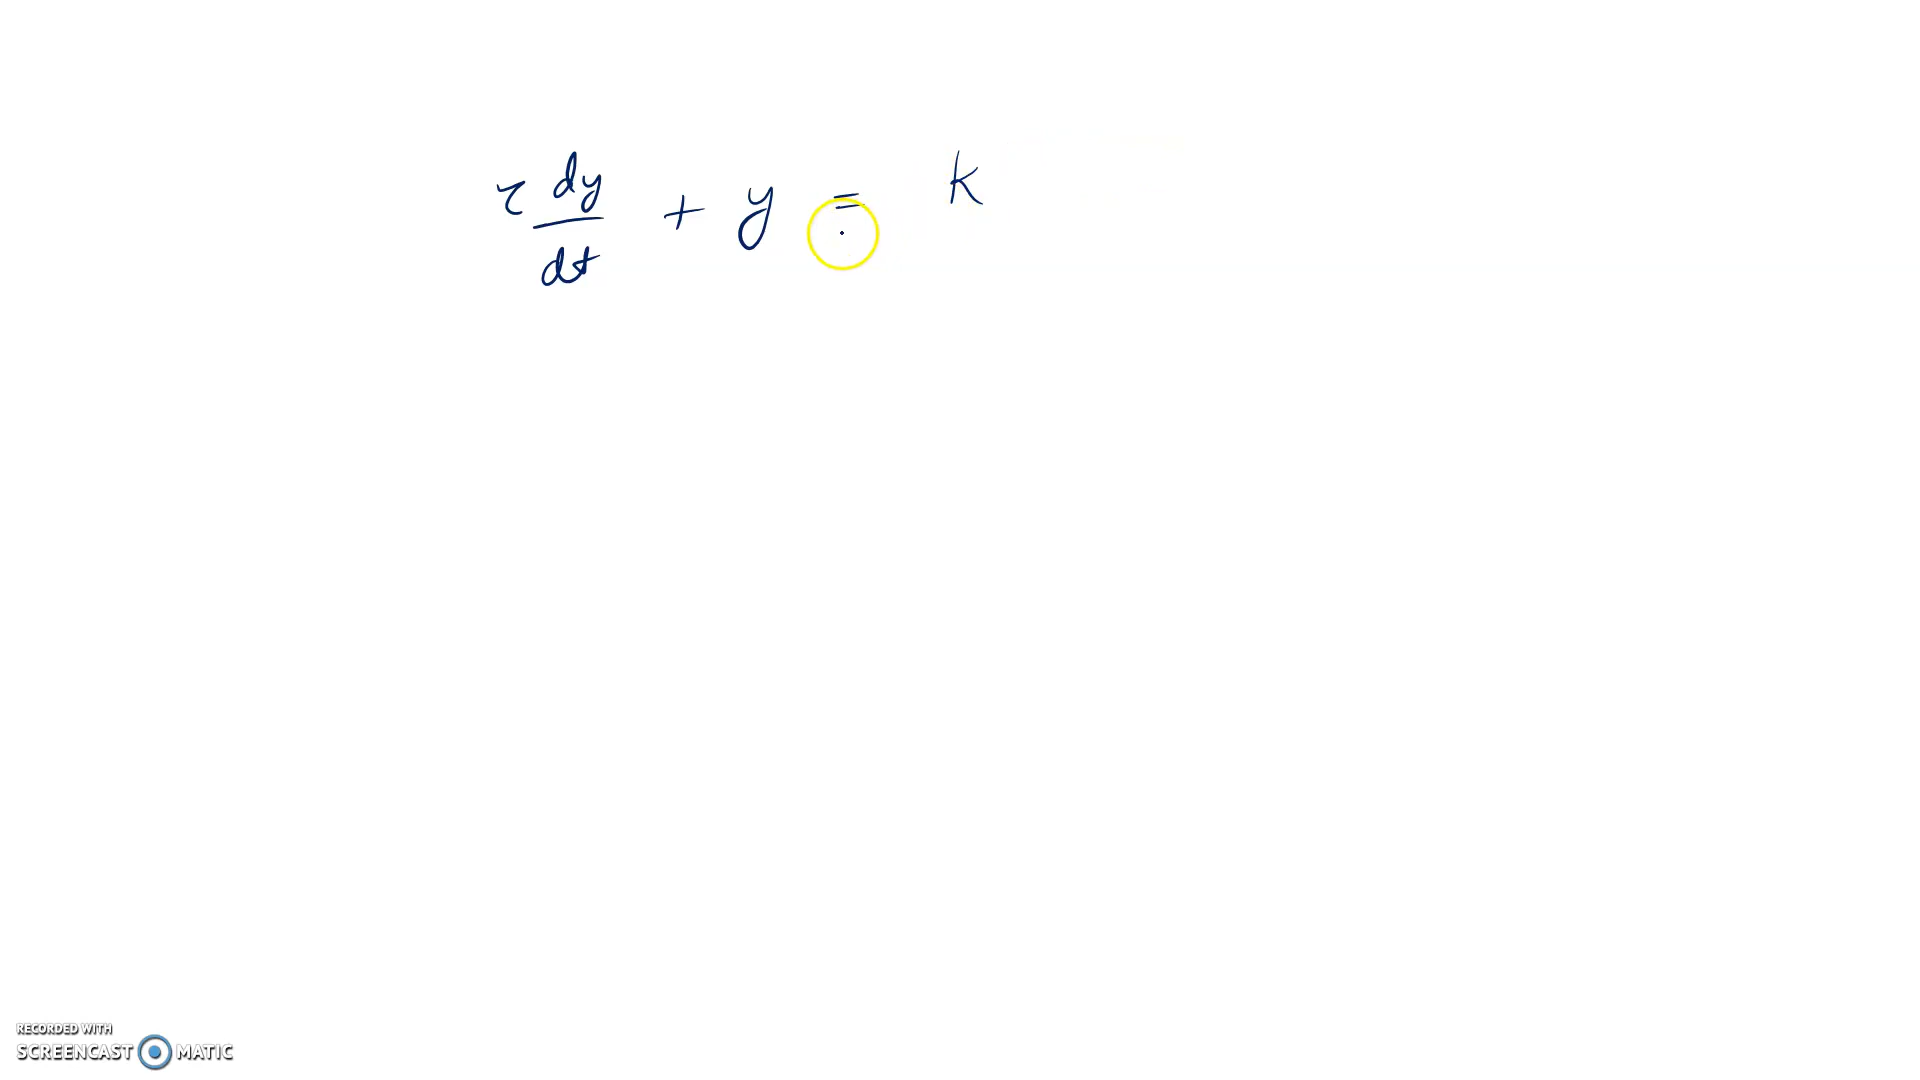 τ dy/dt + y = k
RECORDED WITH
SCREENCAST MATIC